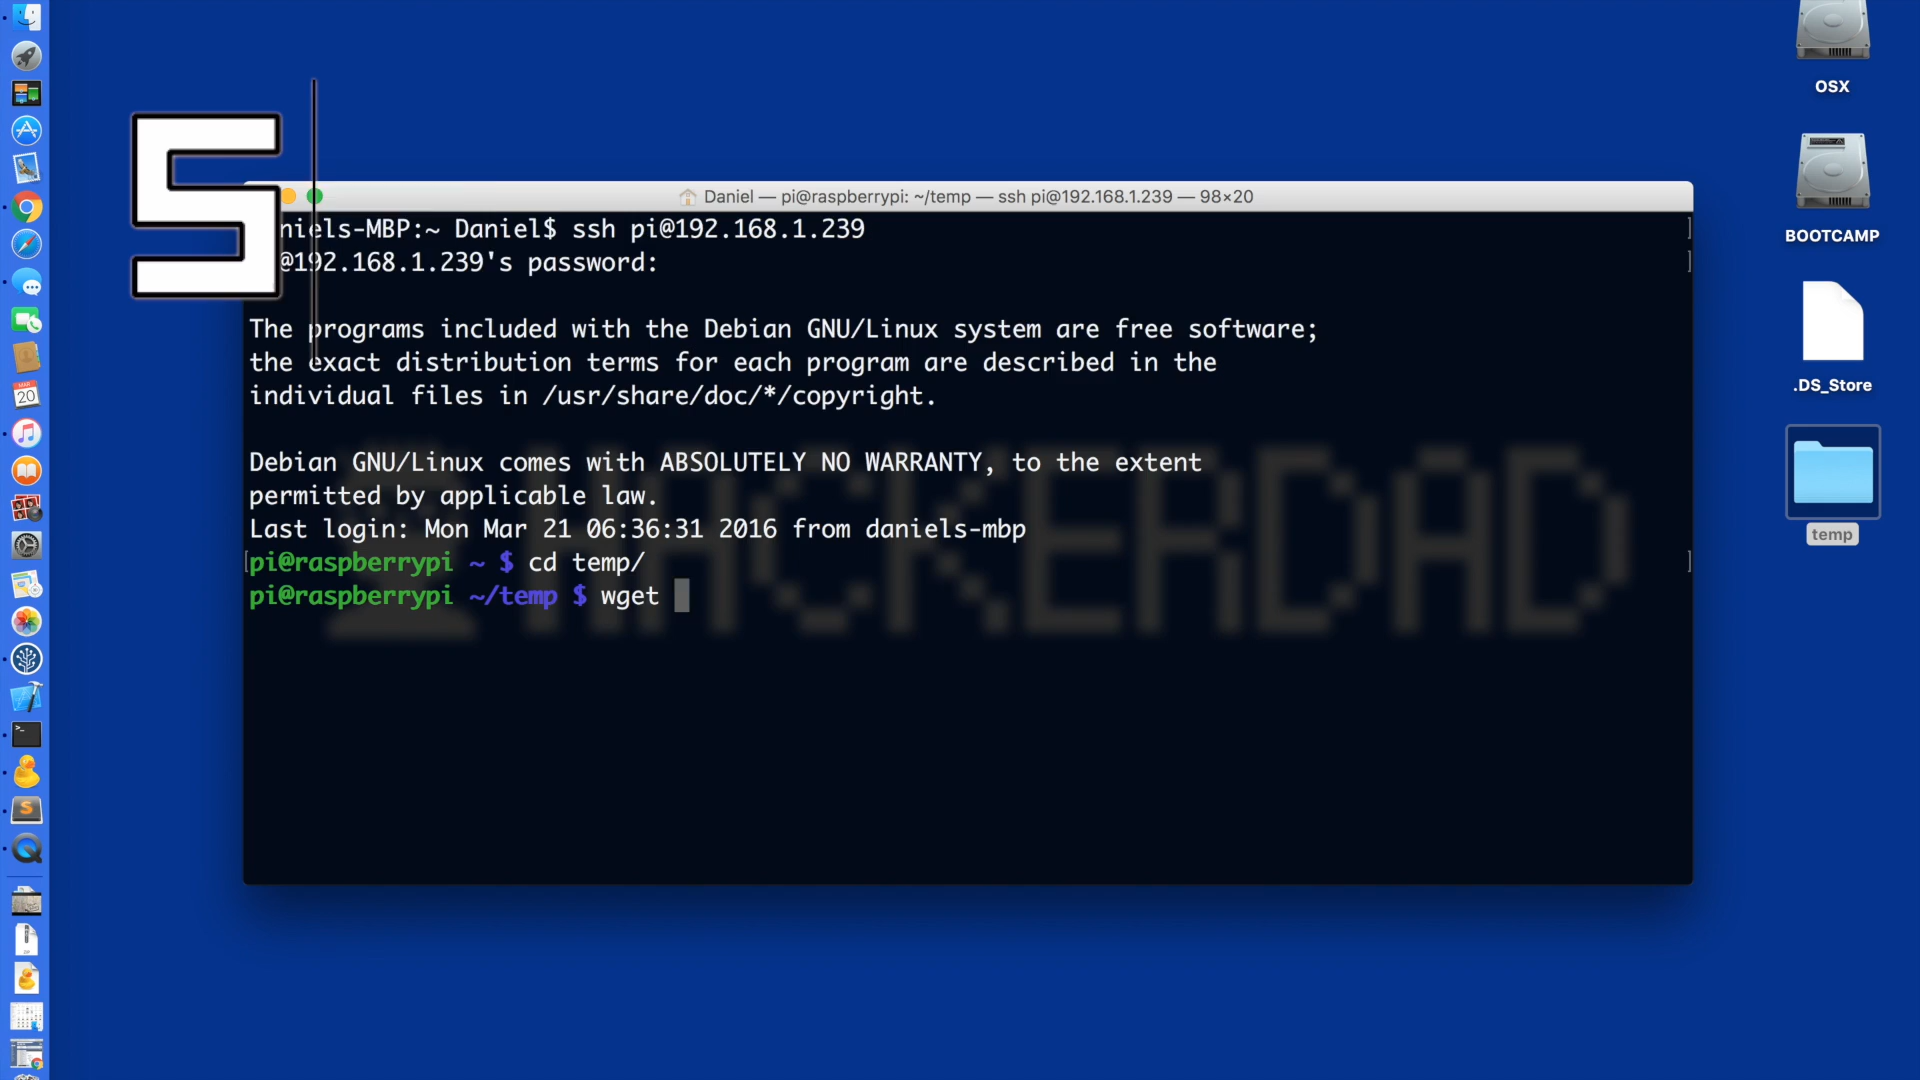 5
OSX
BOOTCAMP
.DS_Store
temp
Daniel — pi@raspberrypi: ~/temp — ssh pi@192.168.1.239 — 98×20
niels-MBP:~ Daniel$ ssh pi@192.168.1.239
@192.168.1.239's password:
The programs included with the Debian GNU/Linux system are free software;
the exact distribution terms for each program are described in the
individual files in /usr/share/doc/*/copyright.
Debian GNU/Linux comes with ABSOLUTELY NO WARRANTY, to the extent
permitted by applicable law.
Last login: Mon Mar 21 06:36:31 2016 from daniels-mbp
pi@raspberrypi ~ $ cd temp/
pi@raspberrypi ~/temp $ wget
HACKERDAD
MAR
20